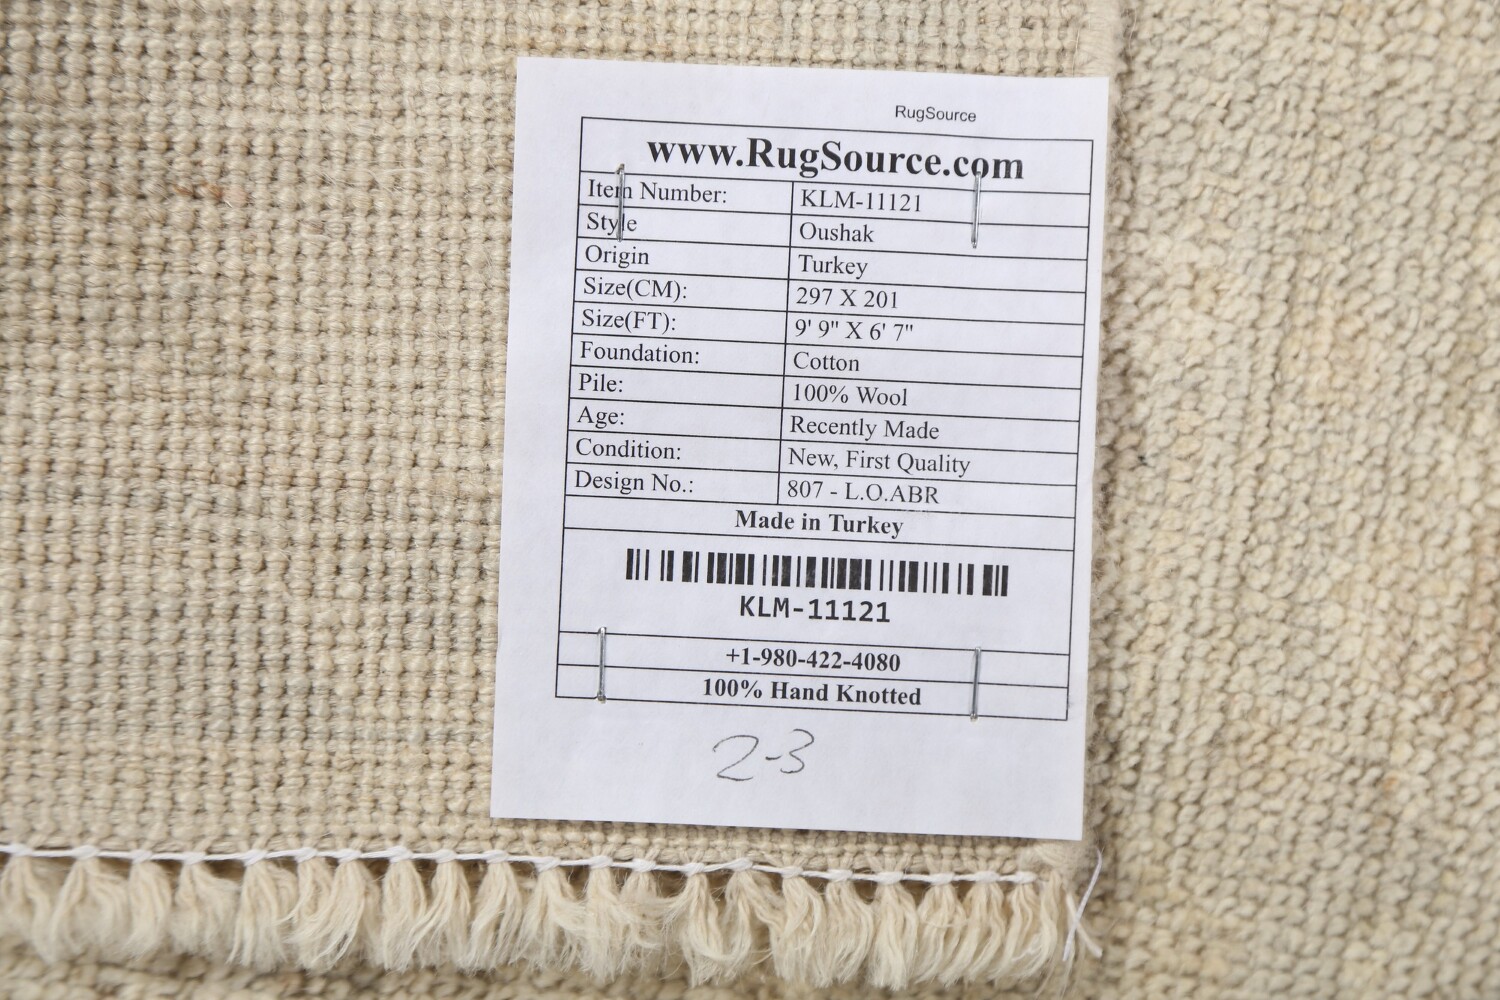 RugSource
www.RugSource.com
Item Number: KLM-11121
Style Oushak
Origin Turkey
Size(CM): 297 X 201
Size(FT): 9' 9" X 6' 7"
Foundation: Cotton
Pile: 100% Wool
Age: Recently Made
Condition: New, First Quality
Design No.: 807 - L.O.ABR
Made in Turkey
KLM-11121
+1-980-422-4080
100% Hand Knotted
2-3